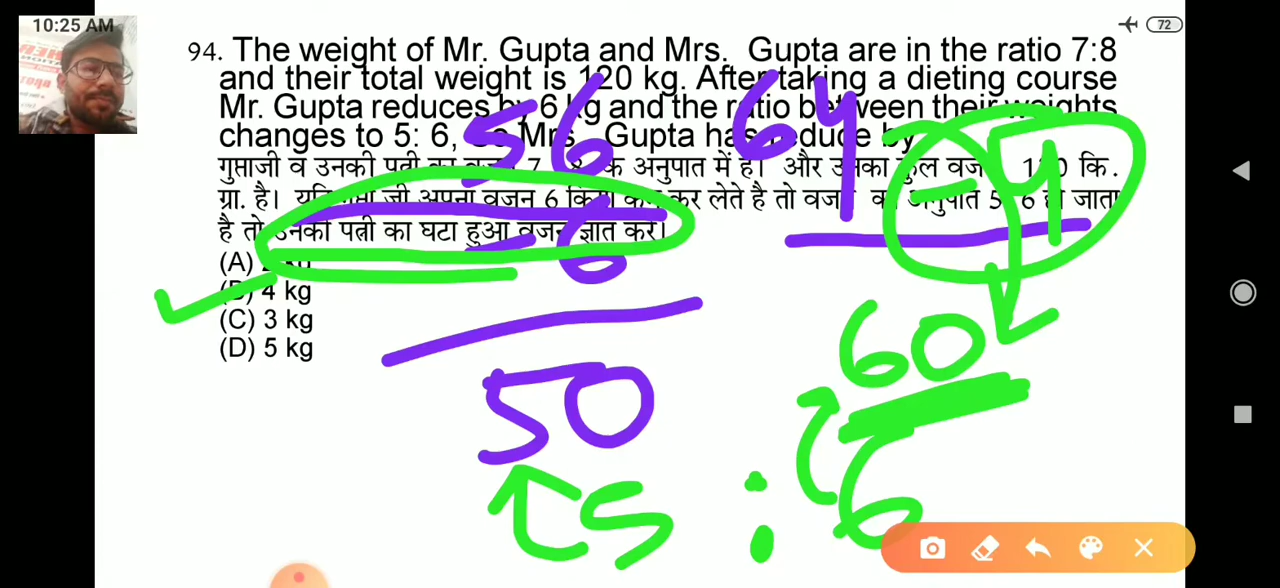 10:25 AM
72
94. The weight of Mr. Gupta and Mrs. Gupta are in the ratio 7:8
and their total weight is 120 kg. After taking a dieting course
Mr. Gupta reduces by 6 kg and the ratio between their weights
changes to 5: 6, So Mrs. Gupta has reduce by
गुप्ताजी व उनकी पत्नी का वजन 7 8 के अनुपात में है। और उनका कुल वजन 120 कि.
ग्रा. है। यदि गुप्ता जी अपना वजन 6 किग्रा कम कर लेते है तो वजन का अनुपात 5 6 हो जाता
है तो उनकी पत्नी का घटा हुआ वजन ज्ञात करे।
(A) 2 kg
(B) 4 kg
(C) 3 kg
(D) 5 kg
56 64
- 6 - 4
50 60
5 : 6